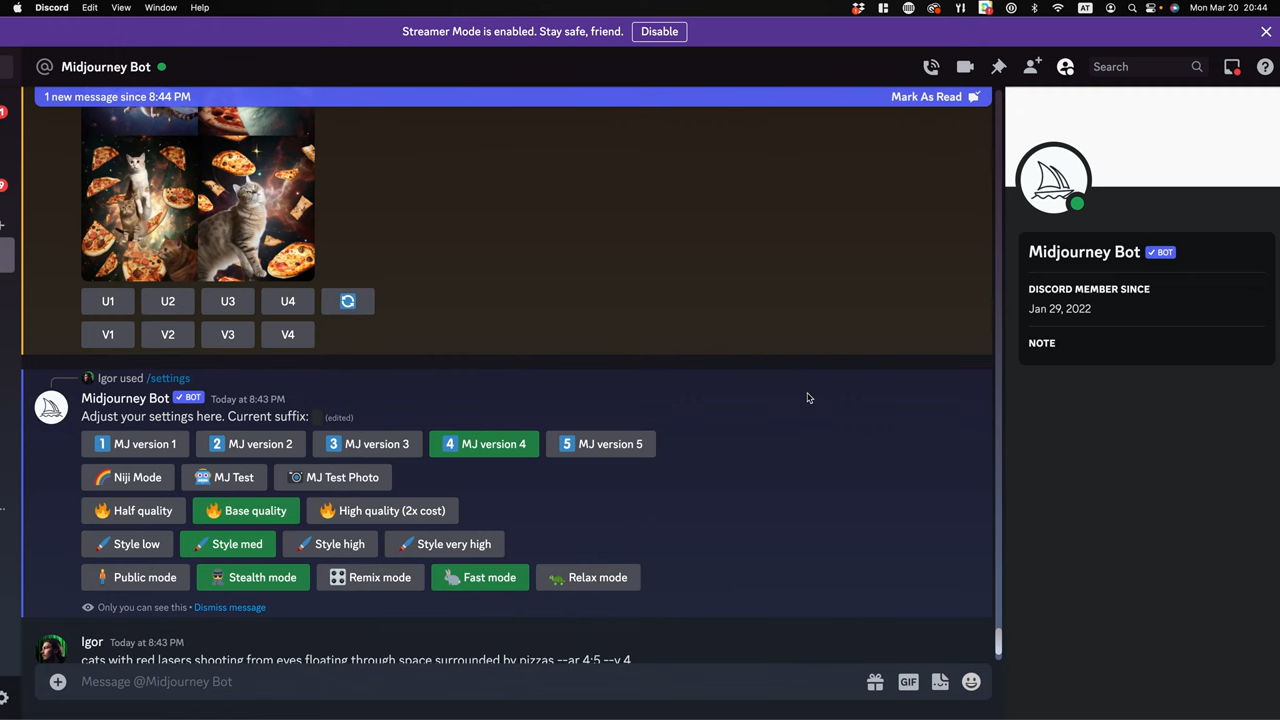 Discord Edit View Window Help AT Mon Mar 20 20:44
Streamer Mode is enabled. Stay safe, friend. Disable
@ Midjourney Bot Search
1 new message since 8:44 PM Mark As Read
U1 U2 U3 U4
V1 V2 V3 V4
Igor used /settings
Midjourney Bot ✓ BOT Today at 8:43 PM
Adjust your settings here. Current suffix: (edited)
1 MJ version 1 2 MJ version 2 3 MJ version 3 4 MJ version 4 5 MJ version 5
Niji Mode MJ Test MJ Test Photo
Half quality Base quality High quality (2x cost)
Style low Style med Style high Style very high
Public mode Stealth mode Remix mode Fast mode Relax mode
Only you can see this • Dismiss message
Igor Today at 8:43 PM
cats with red lasers shooting from eyes floating through space surrounded by pizzas --ar 4:5 --v 4
Message @Midjourney Bot GIF
Midjourney Bot ✓ BOT
DISCORD MEMBER SINCE
Jan 29, 2022
NOTE